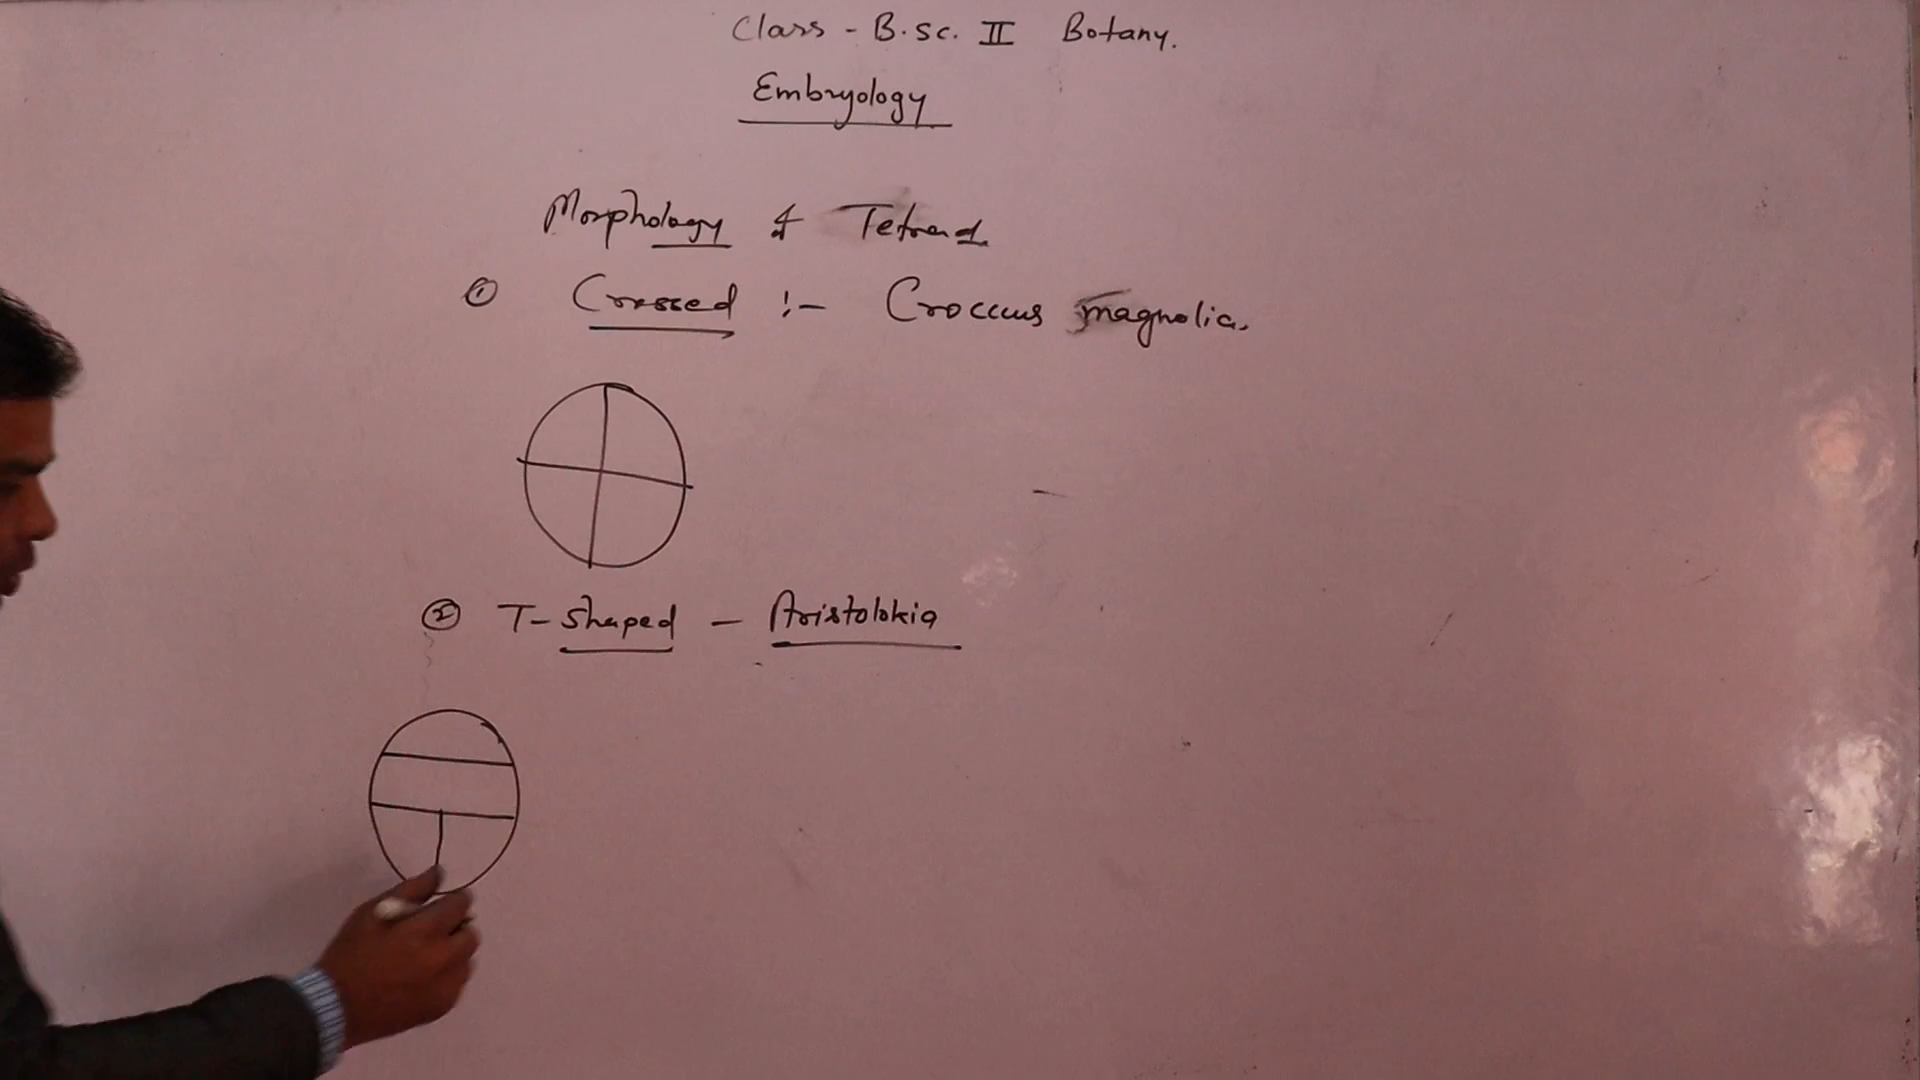 Class - B.Sc. II Botany.
Embryology
Morphology of Tetrad
① Crossed :- Croccus magnolia.
② T-Shaped - Aristolokia